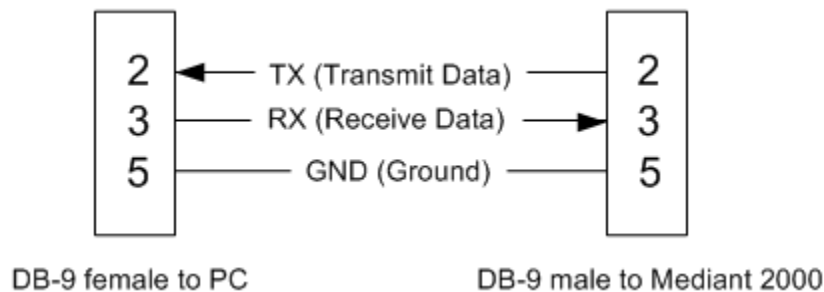 2 TX (Transmit Data) 2
3 RX (Receive Data) 3
5 GND (Ground) 5
DB-9 female to PC
DB-9 male to Mediant 2000